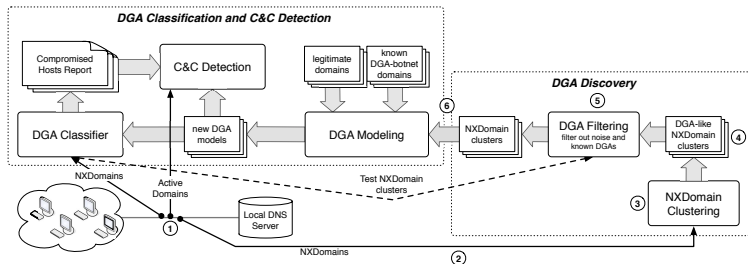 DGA Classification and C&C Detection
Compromised
Hosts Report
C&C Detection
legitimate
domains
known
DGA-botnet
domains
DGA Discovery
6
5
DGA Classifier
new DGA
models
DGA Modeling
NXDomain
clusters
DGA Filtering
filter out noise and
known DGAs
DGA-like
NXDomain
clusters
4
NXDomains
Active
Domains
Test NXDomain
clusters
3
NXDomain
Clustering
1
Local DNS
Server
NXDomains
2